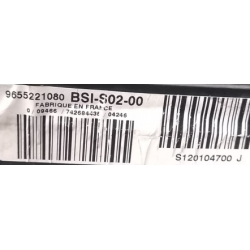 9655221080 BSI-S02-00
FABRIQUE EN FRANCE
S120104700 J